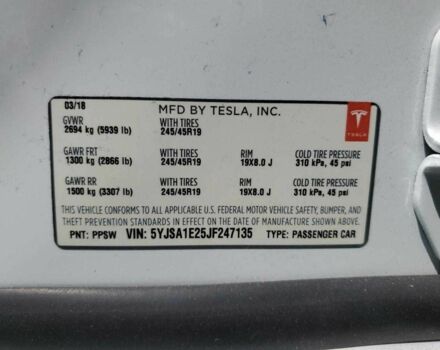 03/18 MFD BY TESLA, INC.
GVWR WITH TIRES
2694 kg (5939 lb) 245/45R19
TESLA
GAWR FRT WITH TIRES RIM COLD TIRE PRESSURE
1300 kg (2866 lb) 245/45R19 19X8.0 J 310 kPa, 45 psi
GAWR RR WITH TIRES RIM COLD TIRE PRESSURE
1500 kg (3307 lb) 245/45R19 19X8.0 J 310 kPa, 45 psi
THIS VEHICLE CONFORMS TO ALL APPLICABLE U.S. FEDERAL MOTOR VEHICLE SAFETY, BUMPER, AND
THEFT PREVENTION STANDARDS IN EFFECT ON THE DATE OF MANUFACTURE SHOWN ABOVE.
PNT: PPSW VIN: 5YJSA1E25JF247135 TYPE: PASSENGER CAR